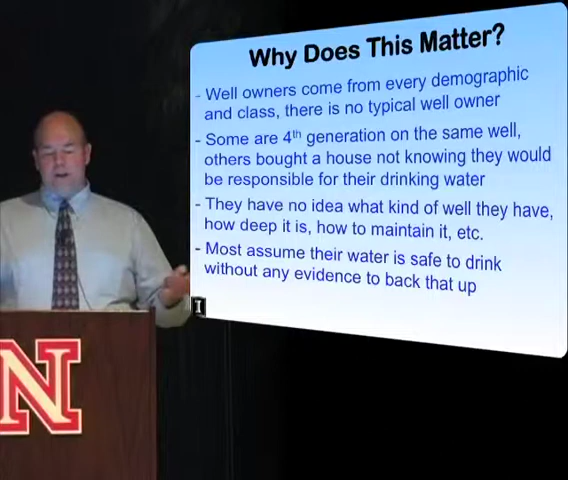 Why Does This Matter?
- Well owners come from every demographic
and class, there is no typical well owner
- Some are 4th generation on the same well,
others bought a house not knowing they would
be responsible for their drinking water
- They have no idea what kind of well they have,
how deep it is, how to maintain it, etc.
- Most assume their water is safe to drink
without any evidence to back that up
N